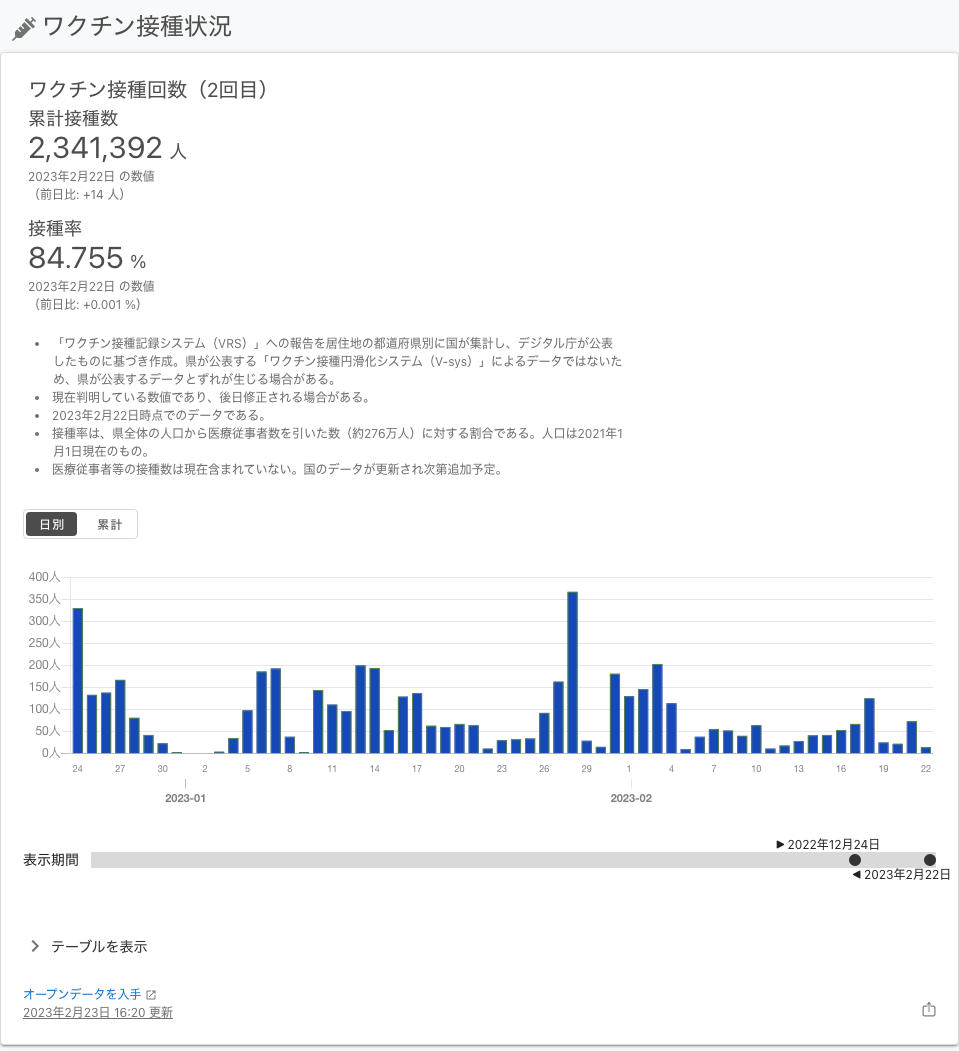 ワクチン接種状況
ワクチン接種回数（2回目）
累計接種数
2,341,392 人
2023年2月22日 の数値
（前日比: +14 人）
接種率
84.755 %
2023年2月22日 の数値
（前日比: +0.001 %）
• 「ワクチン接種記録システム（VRS）」への報告を居住地の都道府県別に国が集計し、デジタル庁が公表
したものに基づき作成。県が公表する「ワクチン接種円滑化システム（V-sys）」によるデータではないた
め、県が公表するデータとずれが生じる場合がある。
• 現在判明している数値であり、後日修正される場合がある。
• 2023年2月22日時点でのデータである。
• 接種率は、県全体の人口から医療従事者数を引いた数（約276万人）に対する割合である。人口は2021年1
月1日現在のもの。
• 医療従事者等の接種数は現在含まれていない。国のデータが更新され次第追加予定。
日別 累計
400人
350人
300人
250人
200人
150人
100人
50人
0人
24 27 30 2 5 8 11 14 17 20 23 26 29 1 4 7 10 13 16 19 22
2023-01 2023-02
▶ 2022年12月24日
表示期間
◀ 2023年2月22日
テーブルを表示
オープンデータを入手
2023年2月23日 16:20 更新